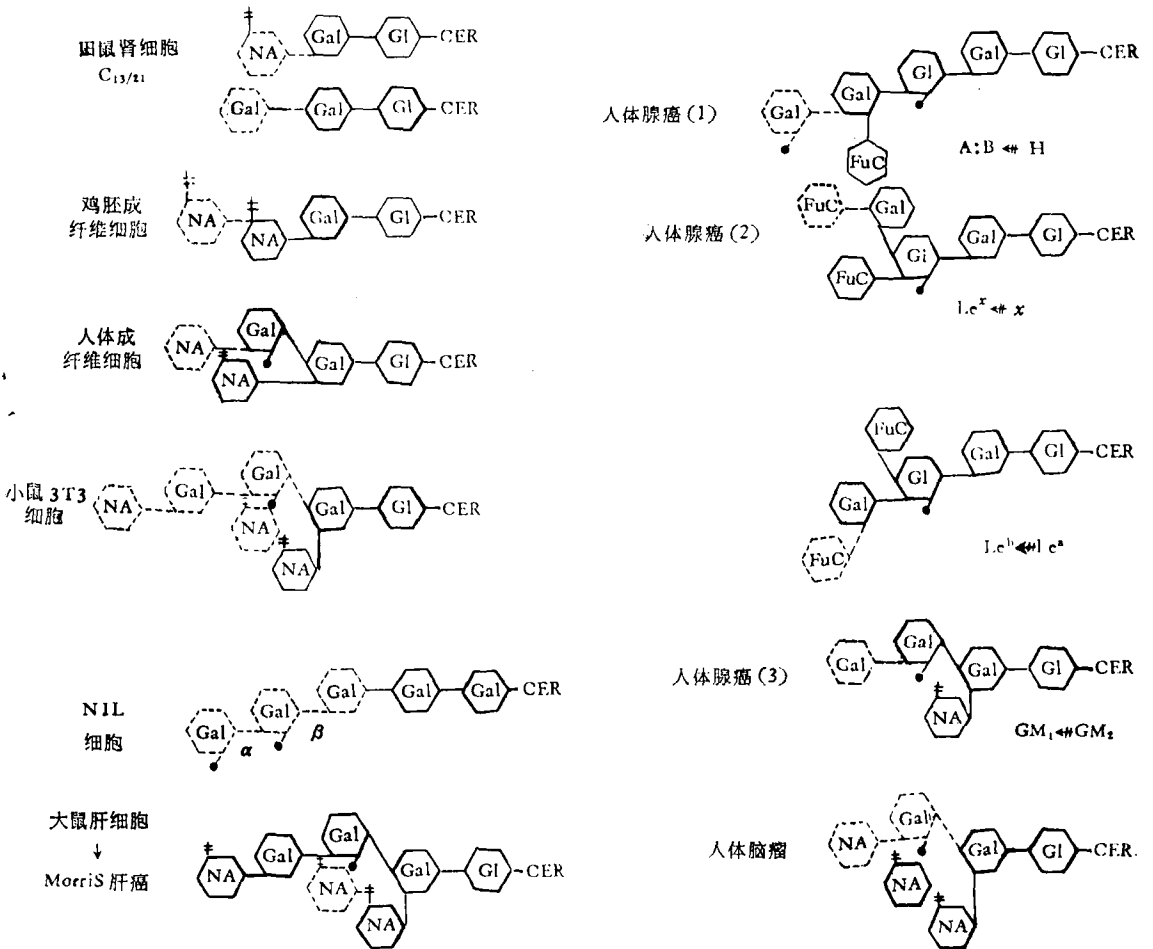 田鼠肾细胞
C₁₃/₂₁
NA Gal Gl CER
Gal Gal Gl CER
鸡胚成
纤维细胞
NA NA Gal Gl CER
人体成
纤维细胞
NA Gal NA Gal Gl CER
小鼠 3T3
细胞
NA Gal Gal NA NA Gal Gl CER
NIL
细胞
Gal α Gal β Gal Gal Gal CER
大鼠肝细胞
↓
MorriS 肝癌
NA Gal Gal NA NA Gal Gl CER
人体腺癌(1)
Gal Gal FuC Gl Gal Gl CER
A:B H
人体腺癌(2)
FuC Gal FuC Gl Gal Gl CER
Leˣ x
FuC Gal FuC Gl Gal Gl CER
Leᵇ Leᵃ
人体腺癌(3)
Gal Gal NA Gal Gl CER
GM₁ GM₂
人体脑瘤
NA Gal NA NA Gal Gl CER.